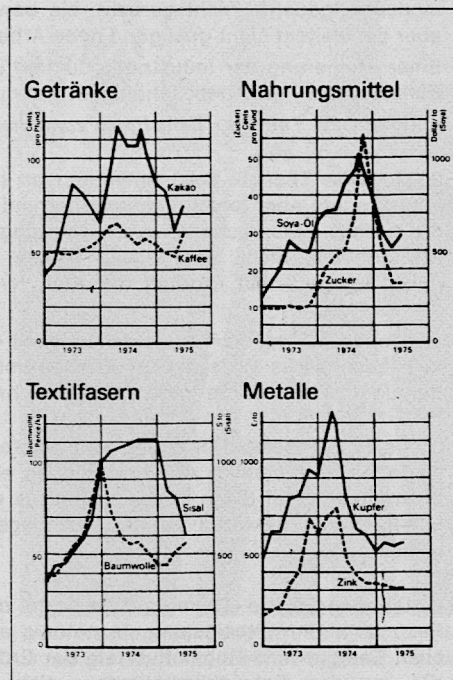 Getränke
Cents
pro Pfund
100
50
0
Kakao
Kaffee
1973
1974
1975
Nahrungsmittel
(Zucker)
Cents
pro Pfund
Dollar/to
(Soya)
50
40
30
20
10
0
1000
500
Soya-Öl
Zucker
1973
1974
1975
Textilfasern
(Baumwolle)
Pence/kg
$ to
(Sisal)
100
50
1000
500
Sisal
Baumwolle
1973
1974
1975
Metalle
£/to
1000
500
0
Kupfer
Zink
1973
1974
1975